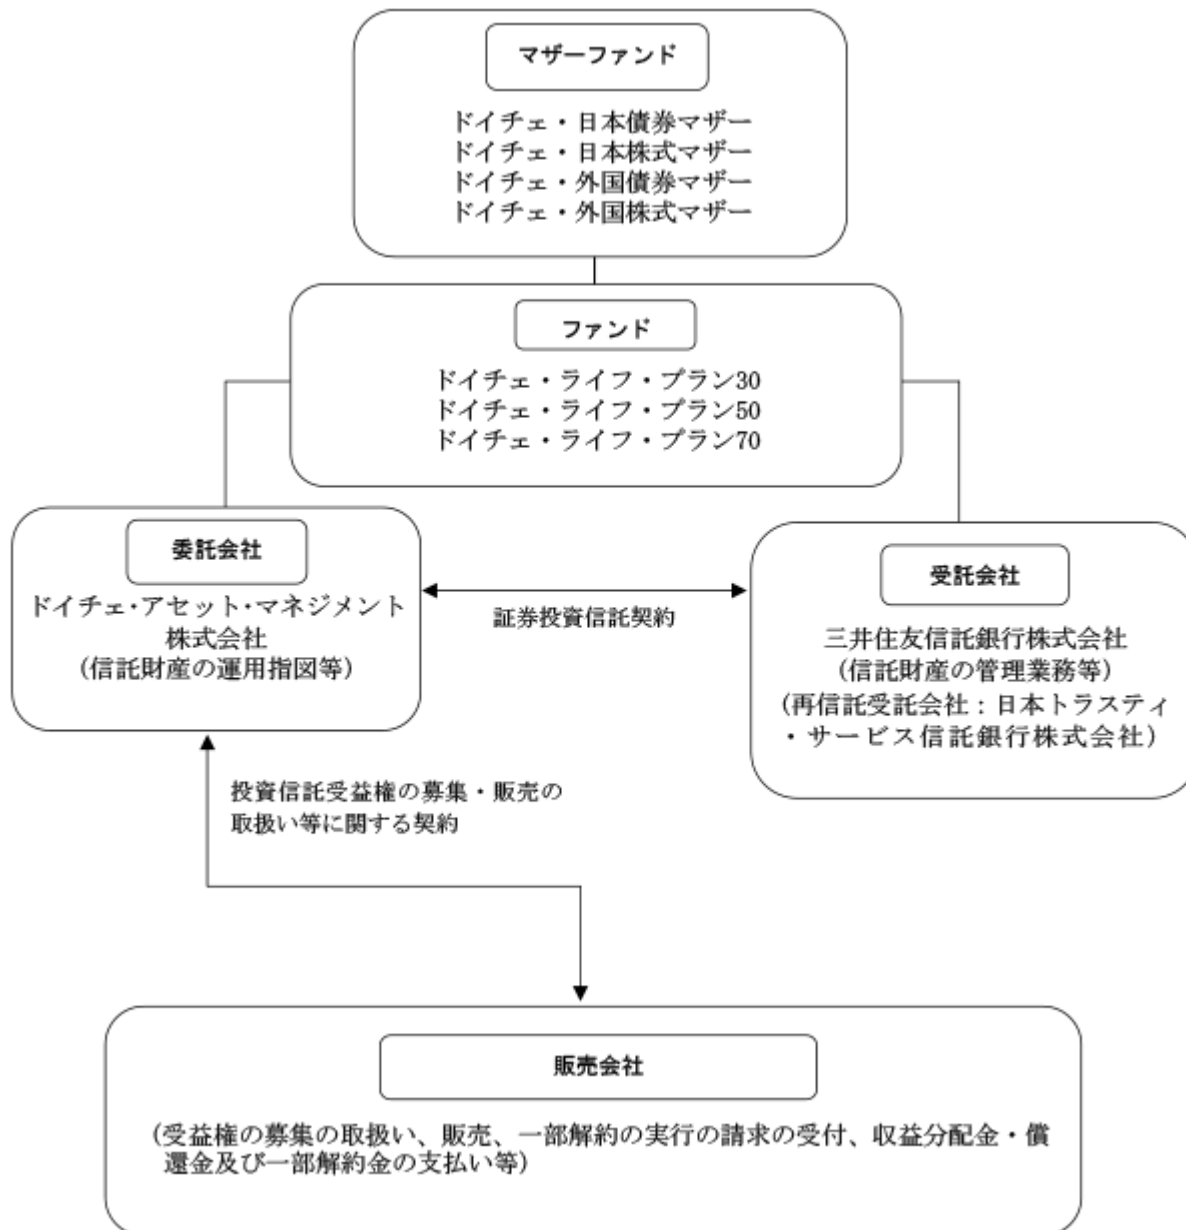 マザーファンド
ドイチェ・日本債券マザー
ドイチェ・日本株式マザー
ドイチェ・外国債券マザー
ドイチェ・外国株式マザー
ファンド
ドイチェ・ライフ・プラン30
ドイチェ・ライフ・プラン50
ドイチェ・ライフ・プラン70
委託会社
ドイチェ・アセット・マネジメント
株式会社
(信託財産の運用指図等)
証券投資信託契約
受託会社
三井住友信託銀行株式会社
(信託財産の管理業務等)
(再信託受託会社：日本トラスティ
・サービス信託銀行株式会社)
投資信託受益権の募集・販売の
取扱い等に関する契約
販売会社
(受益権の募集の取扱い、販売、一部解約の実行の請求の受付、収益分配金・償
還金及び一部解約金の支払い等)